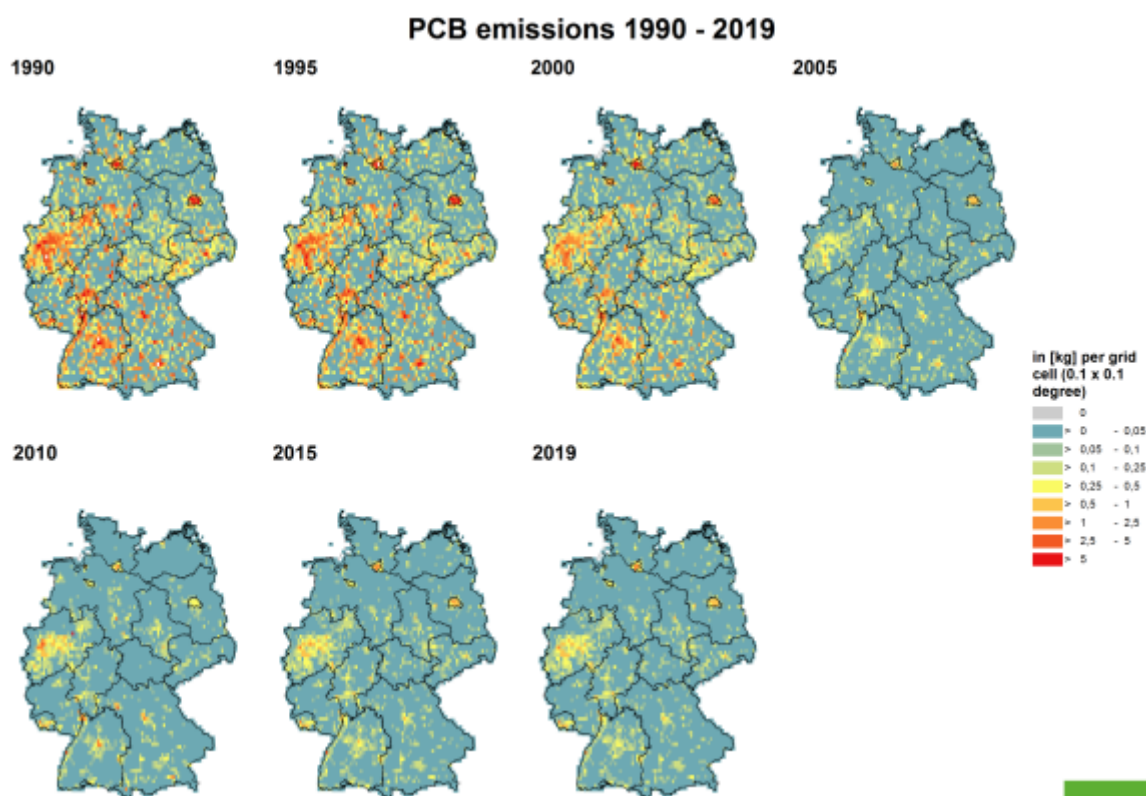 PCB emissions 1990 - 2019
1990 1995 2000 2005
in [kg] per grid
cell (0.1 x 0.1
degree)
0
> 0 - 0,05
> 0,05 - 0,1
> 0,1 - 0,25
> 0,25 - 0,5
> 0,5 - 1
> 1 - 2,5
> 2,5 - 5
> 5
2010 2015 2019